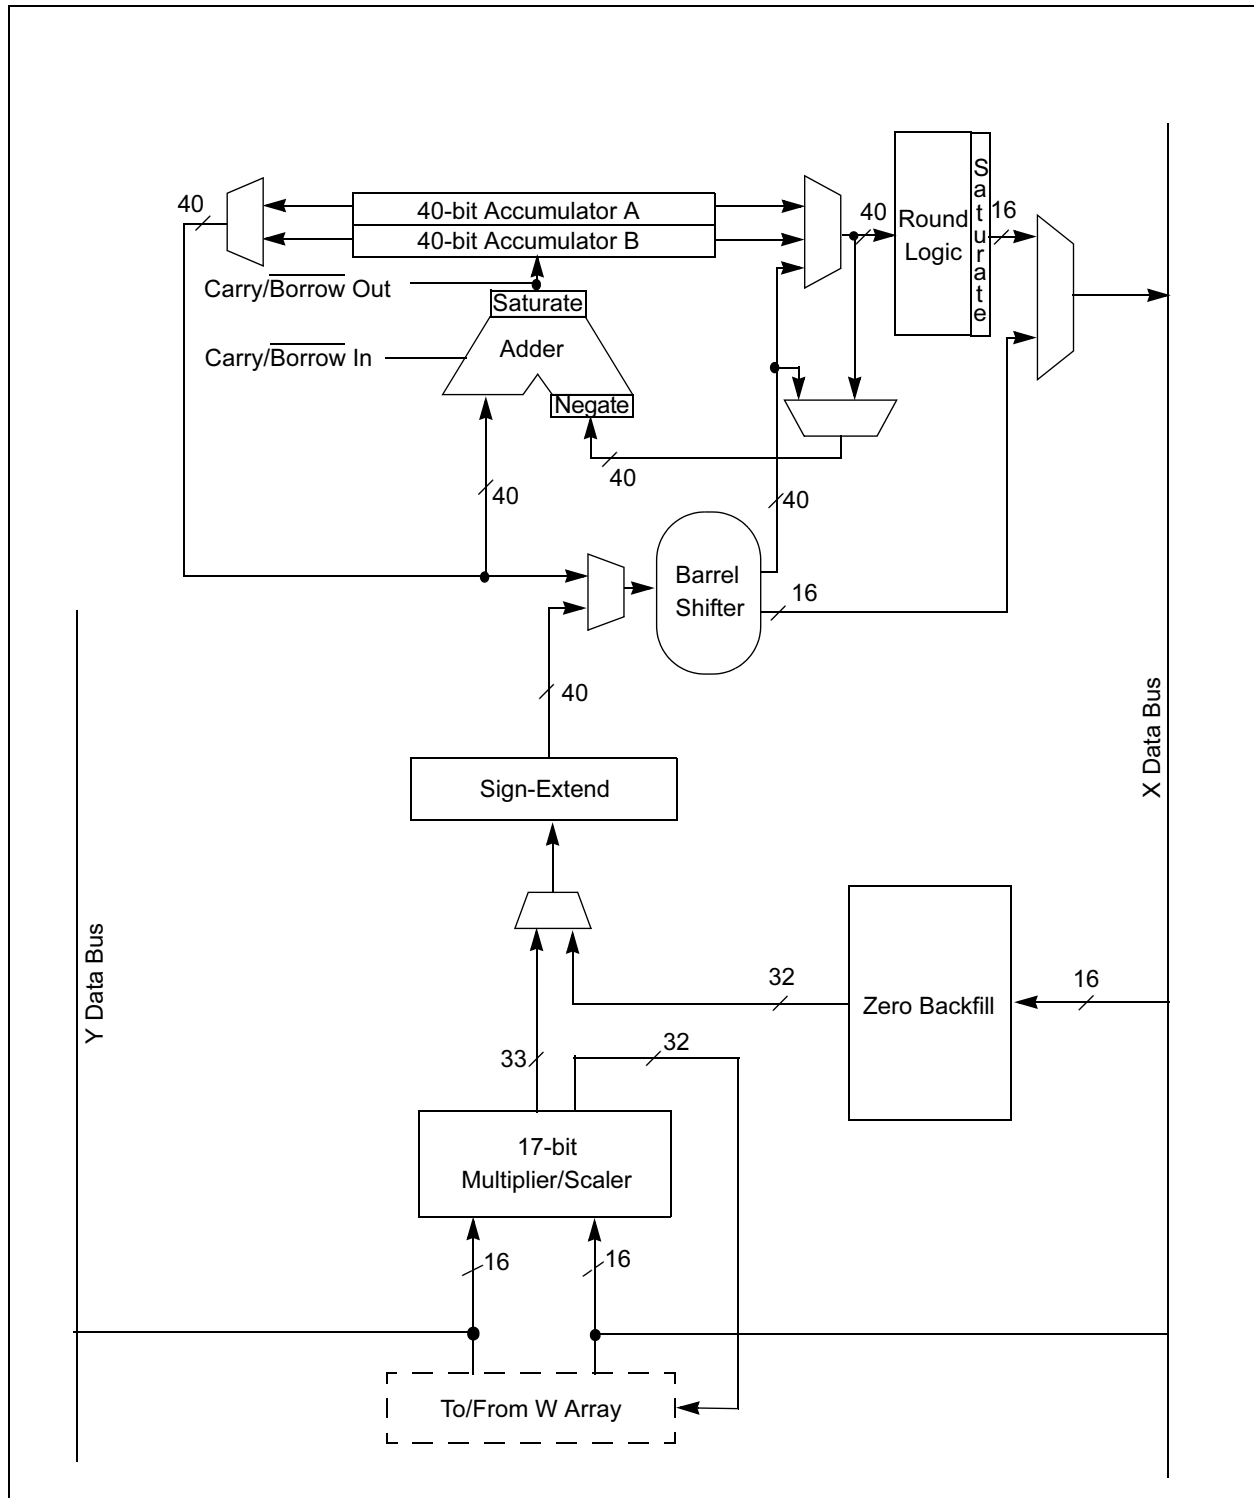 40
40-bit Accumulator A
40-bit Accumulator B
40
Round
Logic
Saturate
16
Carry/Borrow Out
Saturate
Carry/Borrow In
Adder
Negate
40
40
40
Barrel
Shifter
16
40
X Data Bus
Sign-Extend
Y Data Bus
32
Zero Backfill
16
33
32
17-bit
Multiplier/Scaler
16
16
To/From W Array